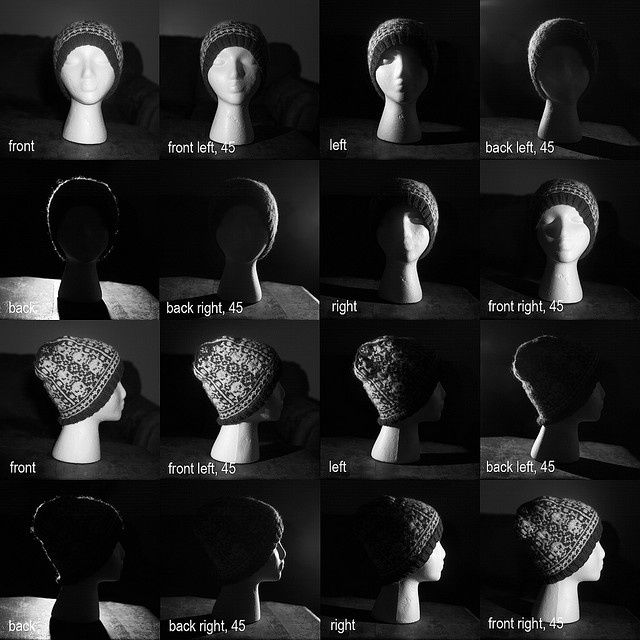 front
front left, 45
left
back left, 45
back
back right, 45
right
front right, 45
front
front left, 45
left
back left, 45
back
back right, 45
right
front right, 45